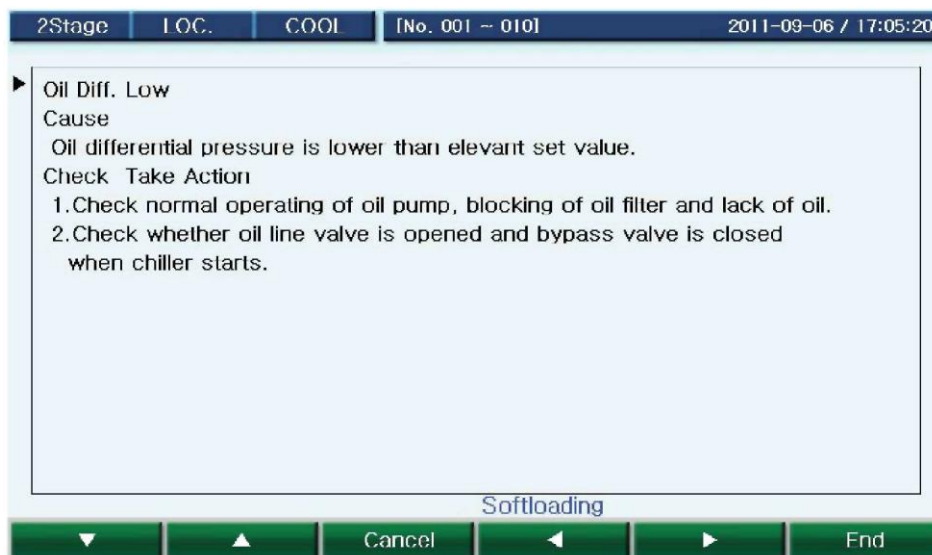 2Stage LOC. COOL [No. 001 ~ 010] 2011-09-06 / 17:05:20
Oil Diff. Low
Cause
Oil differential pressure is lower than elevant set value.
Check Take Action
1.Check normal operating of oil pump, blocking of oil filter and lack of oil.
2.Check whether oil line valve is opened and bypass valve is closed
when chiller starts.
Softloading
▼ ▲ Cancel ◀ ▶ End